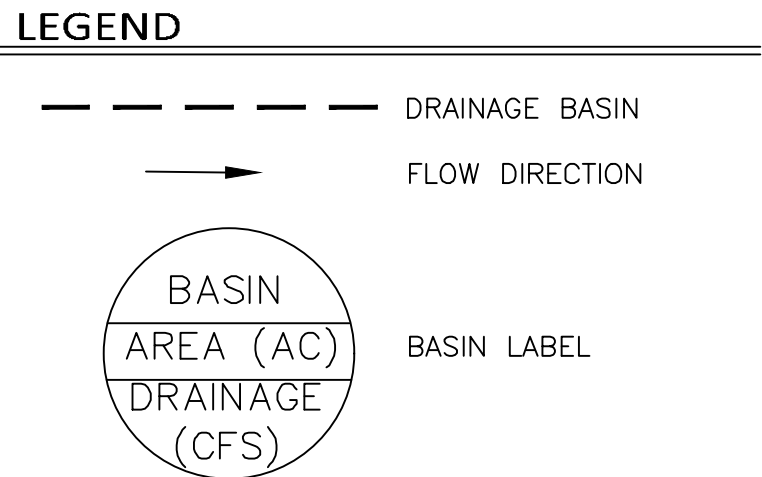 LEGEND
DRAINAGE BASIN
FLOW DIRECTION
BASIN
AREA (AC)
DRAINAGE
(CFS)
BASIN LABEL